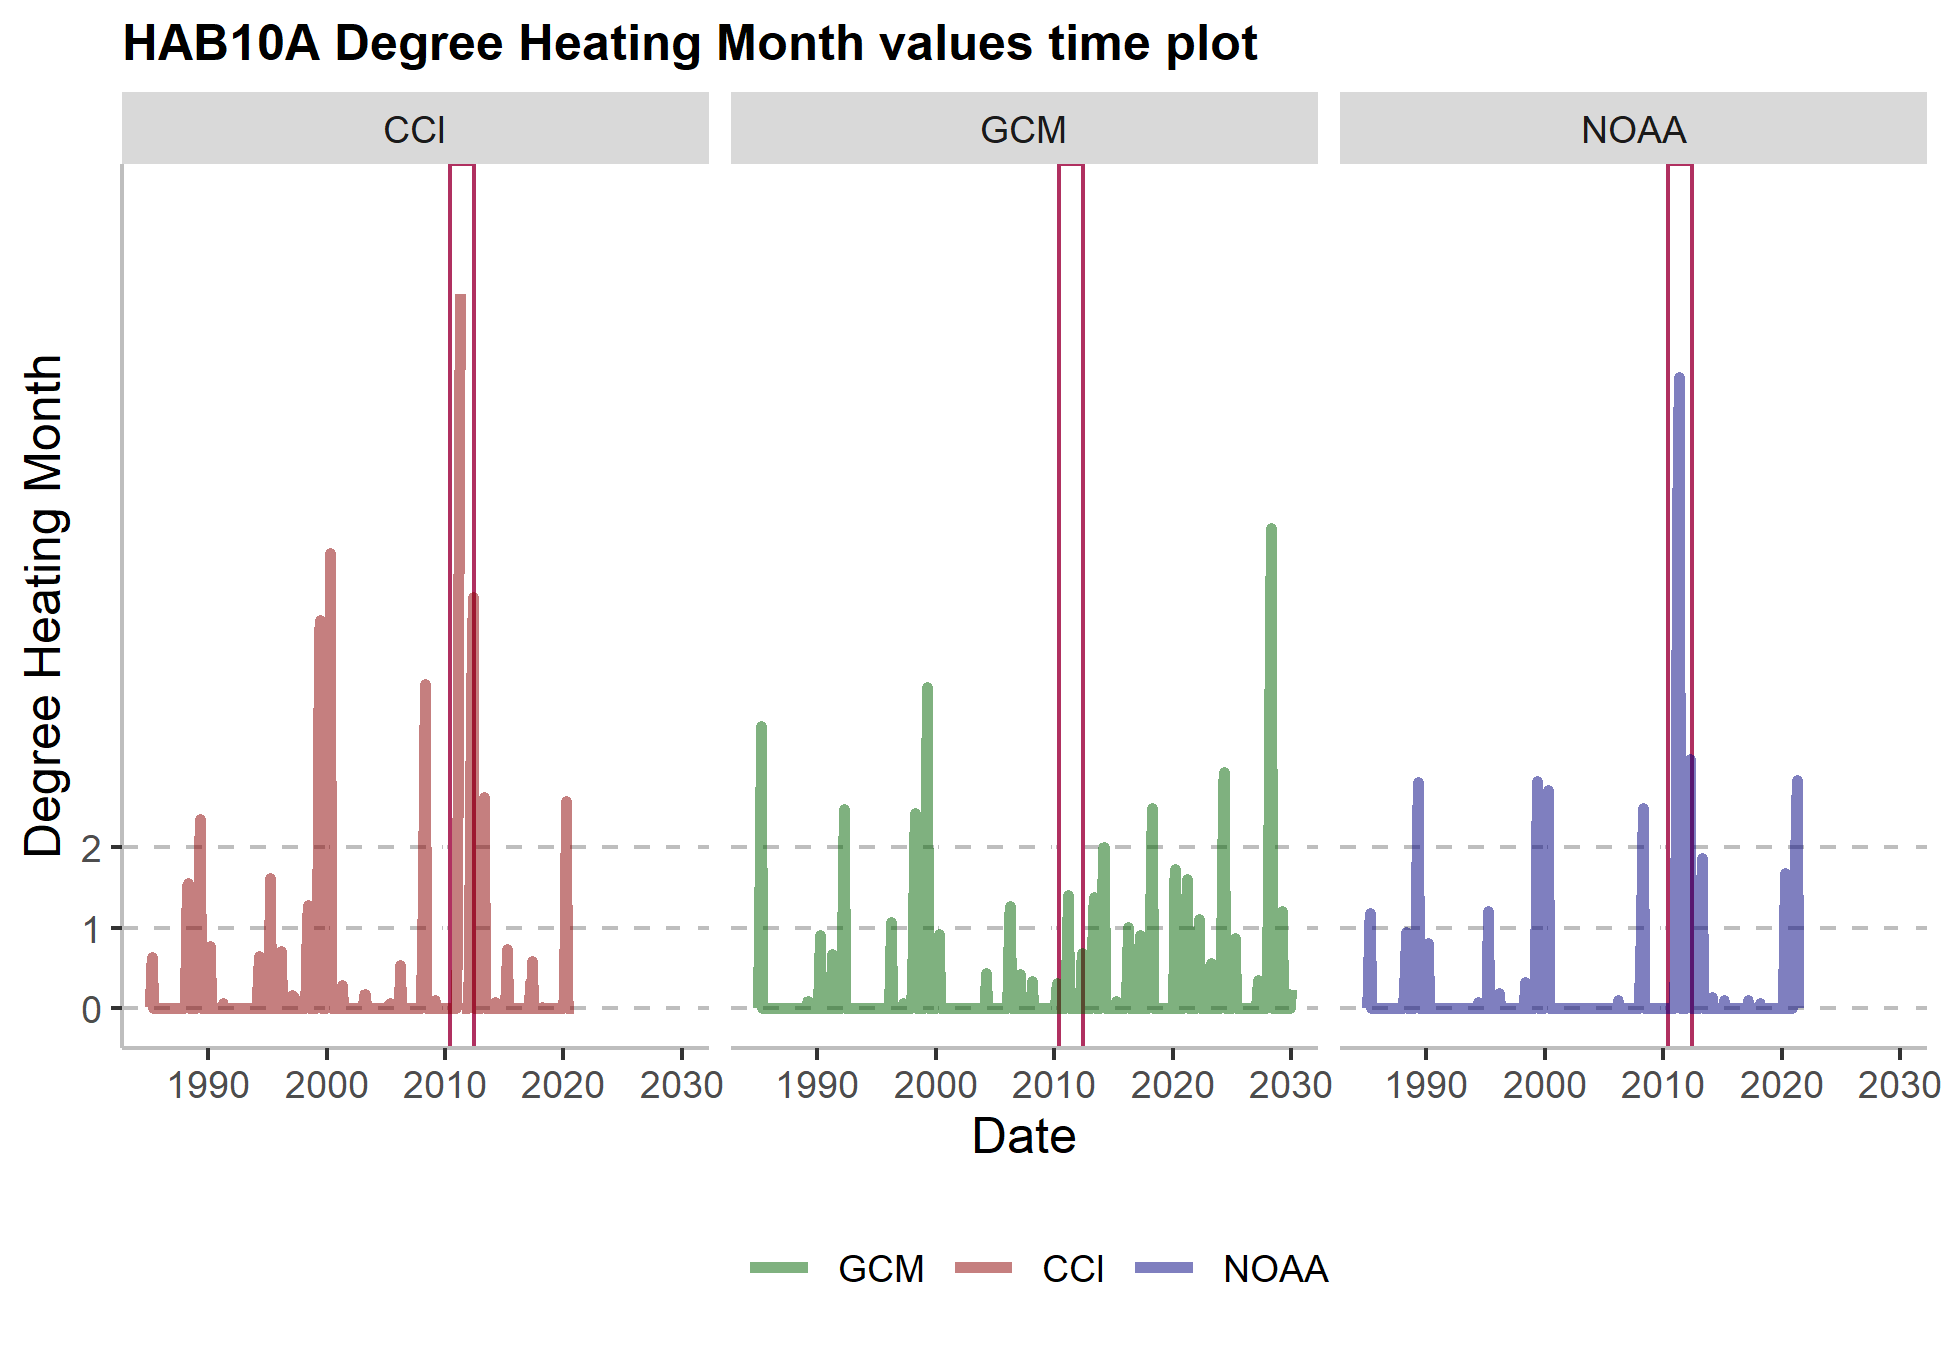 HAB10A Degree Heating Month values time plot
CCI GCM NOAA
Degree Heating Month
2
1
0
1990 2000 2010 2020 2030 1990 2000 2010 2020 2030 1990 2000 2010 2020 2030
Date
GCM CCI NOAA